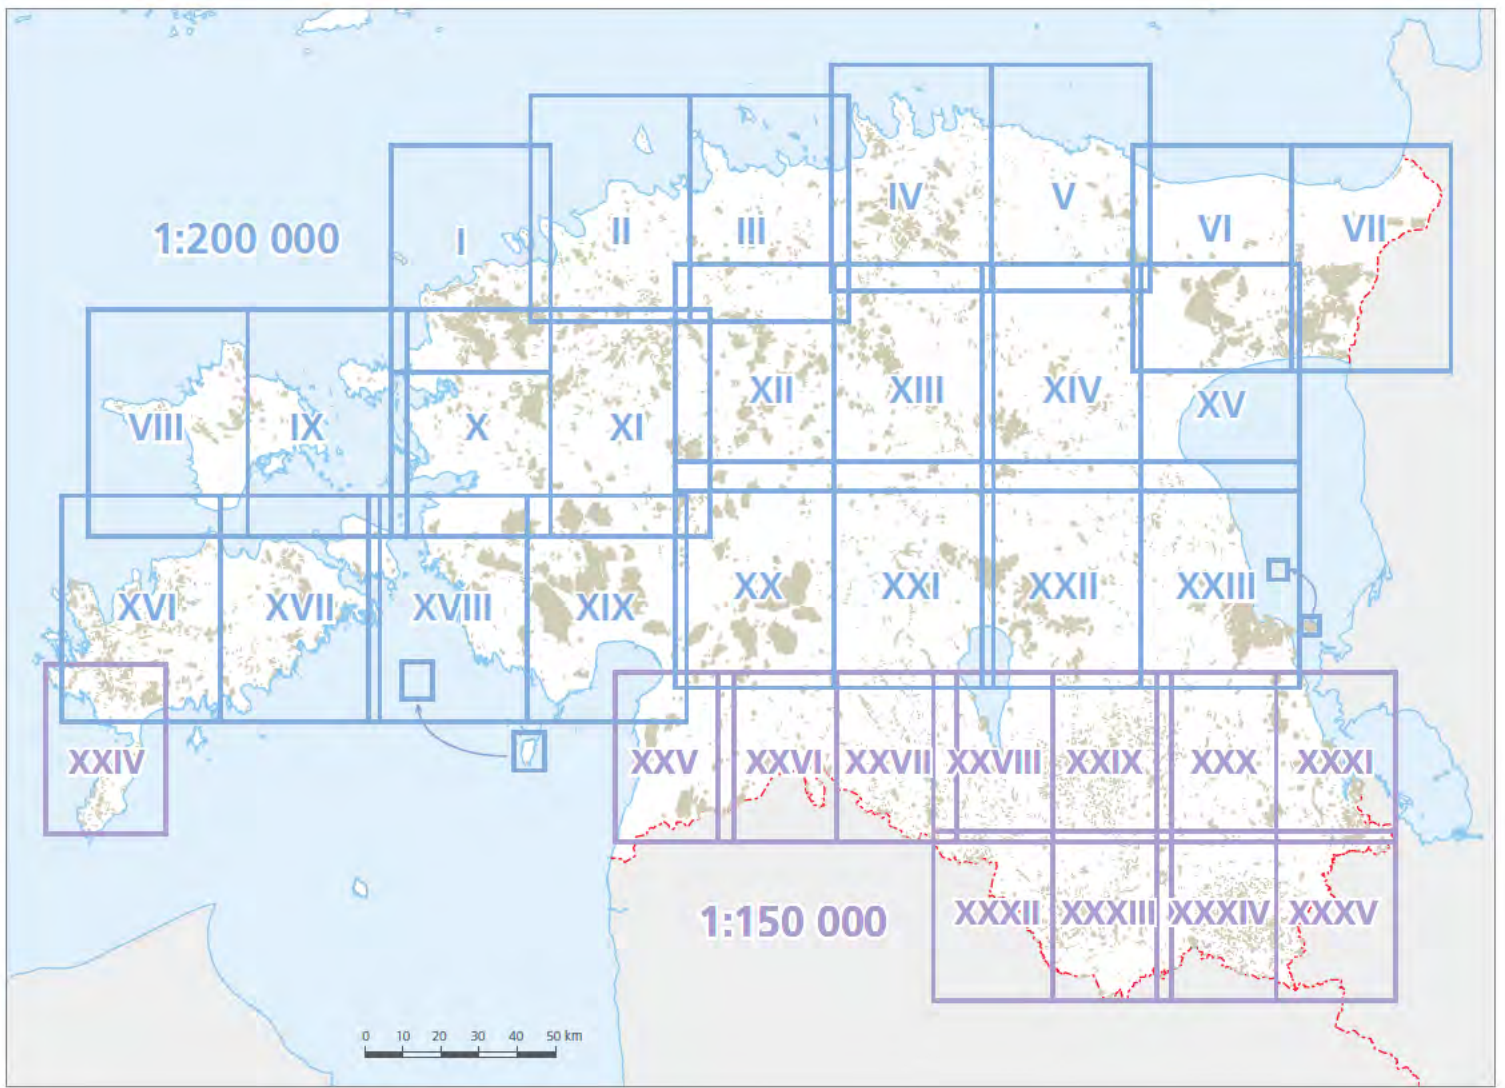 IV V
II III VI VII
1:200 000 I
XII XIII XIV XV
VIII IX X XI
XX XXI XXII XXIII
XVI XVII XVIII XIX
XXIV XXV XXVI XXVII XXVIII XXIX XXX XXXI
1:150 000 XXXII XXXIII XXXIV XXXV
0 10 20 30 40 50 km